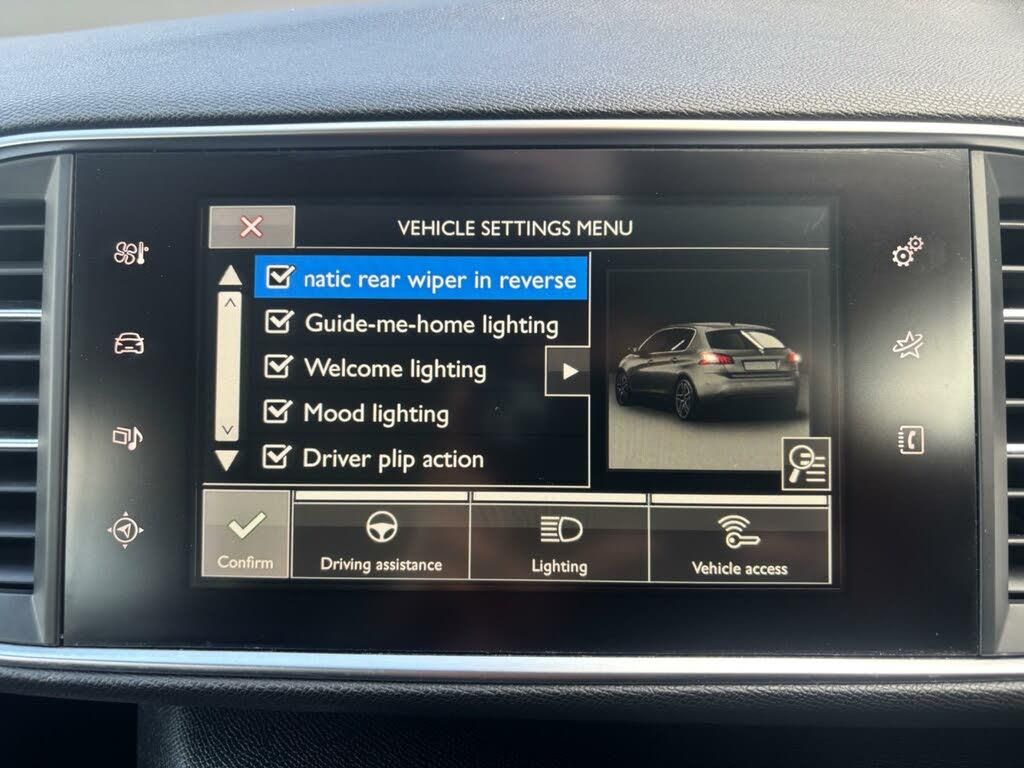 VEHICLE SETTINGS MENU
natic rear wiper in reverse
Guide-me-home lighting
Welcome lighting
Mood lighting
Driver plip action
Confirm
Driving assistance
Lighting
Vehicle access